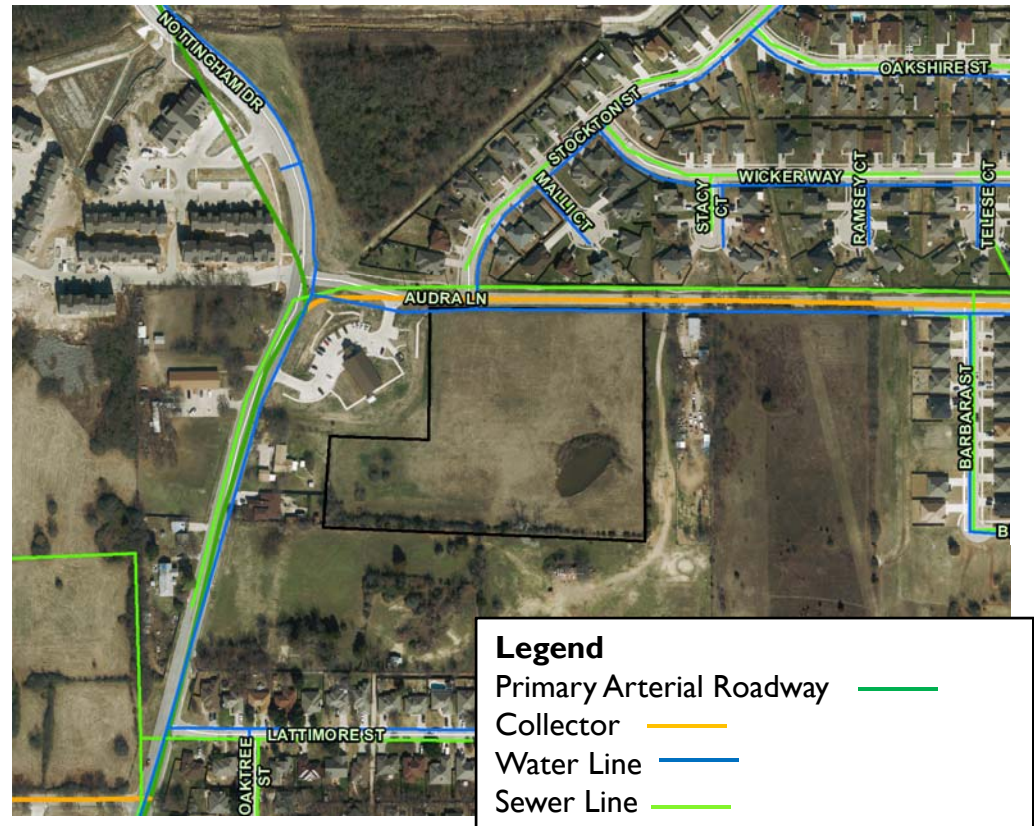 NOTTINGHAM DR
OAKSHIRE ST
STOCKTON ST
WICKER WAY
MALLI CT
STACY
CT
RAMSEY CT
TELESE CT
AUDRA LN
BARBARA ST
B
LATTIMORE ST
OAKTREE
ST
Legend
Primary Arterial Roadway
Collector
Water Line
Sewer Line